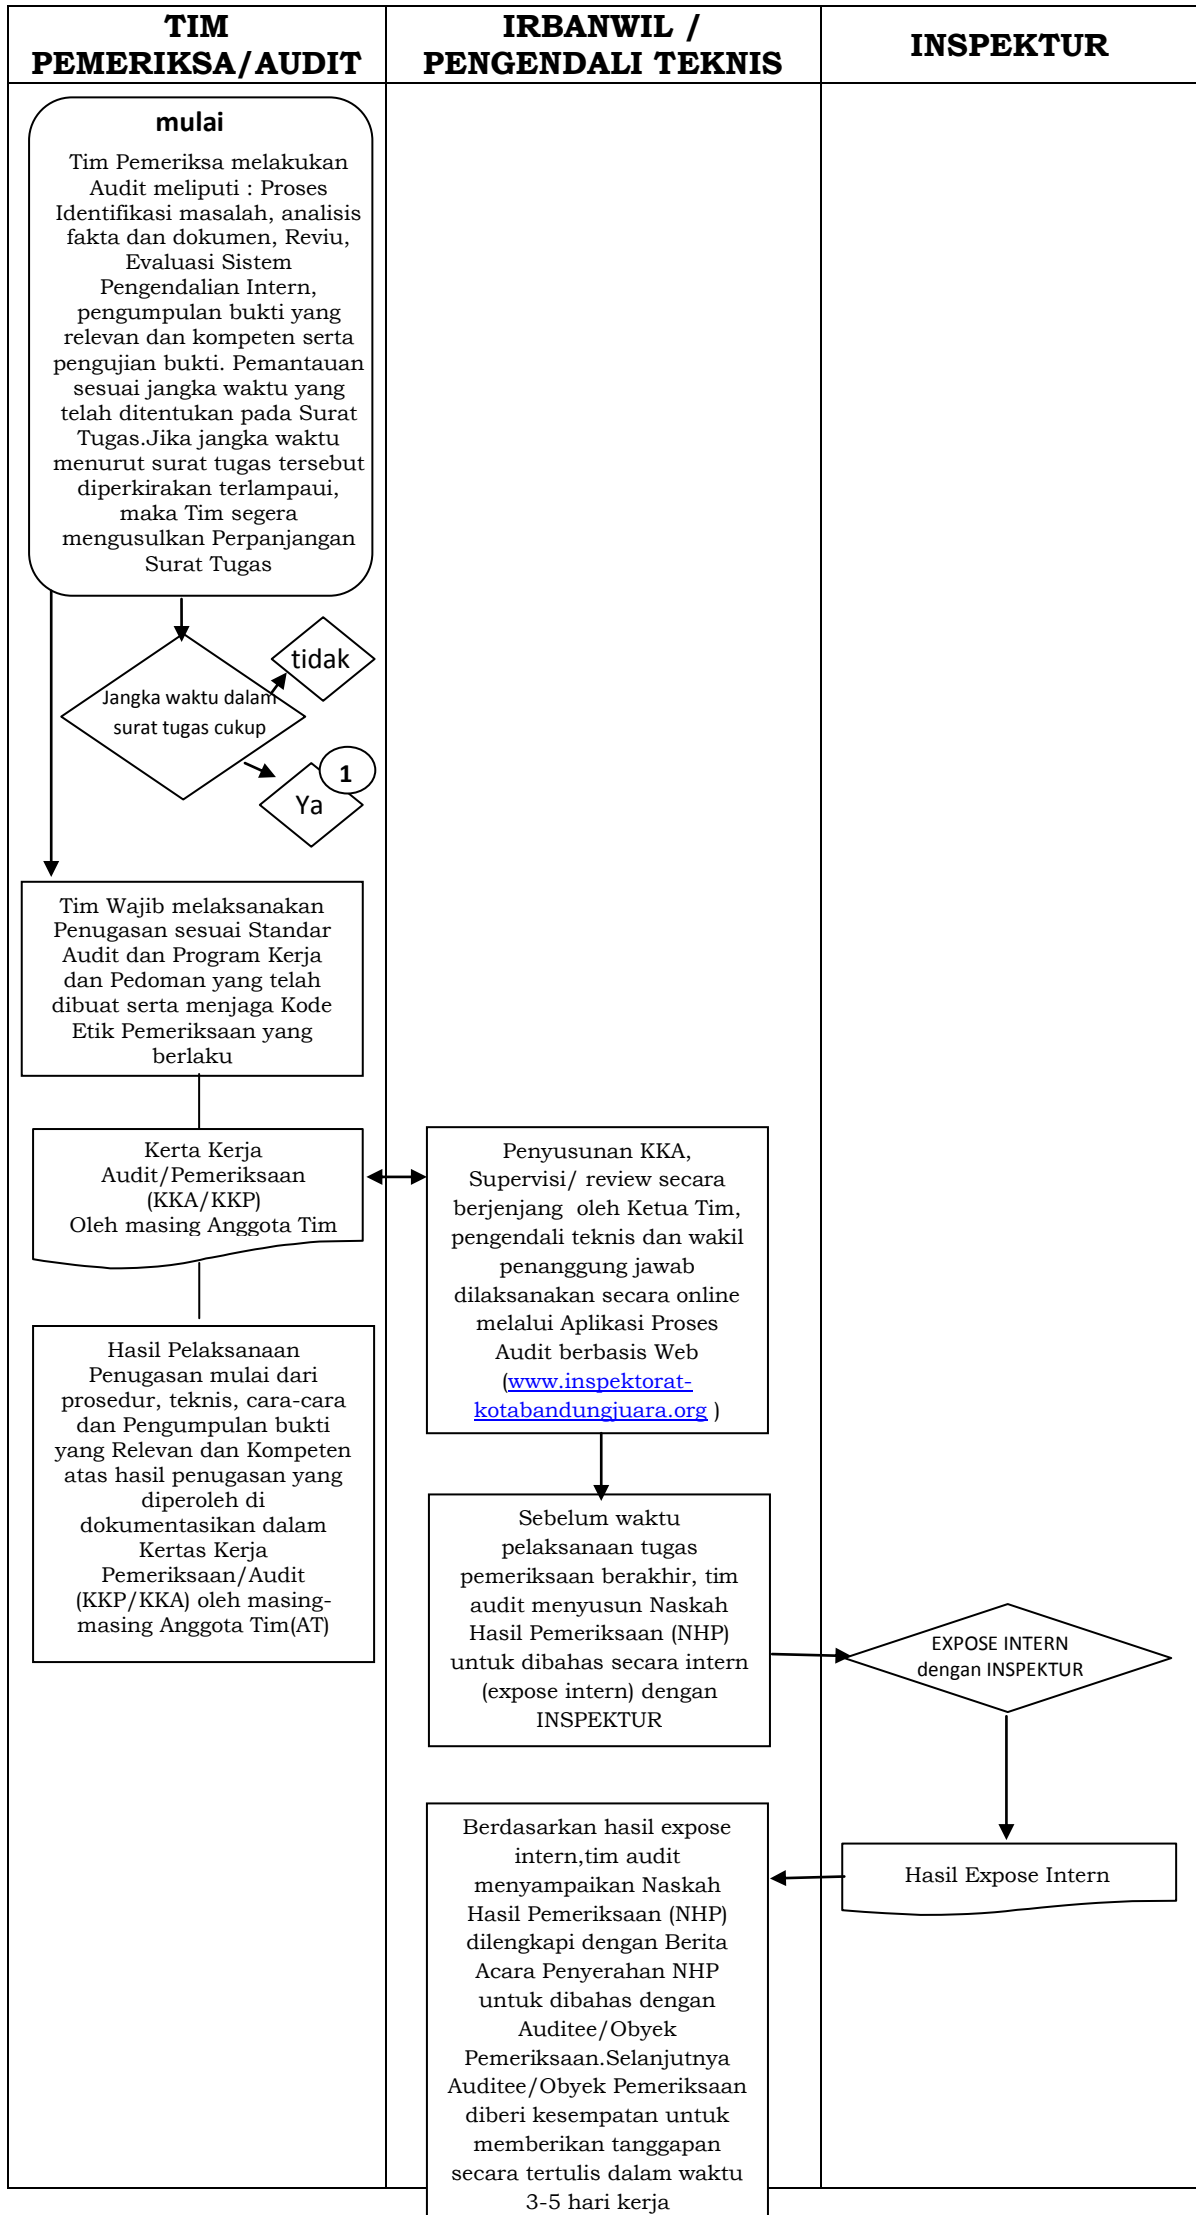 TIM
PEMERIKSA/AUDIT
IRBANWIL /
PENGENDALI TEKNIS
INSPEKTUR
mulai
Tim Pemeriksa melakukan
Audit meliputi : Proses
Identifikasi masalah, analisis
fakta dan dokumen, Reviu,
Evaluasi Sistem
Pengendalian Intern,
pengumpulan bukti yang
relevan dan kompeten serta
pengujian bukti. Pemantauan
sesuai jangka waktu yang
telah ditentukan pada Surat
Tugas.Jika jangka waktu
menurut surat tugas tersebut
diperkirakan terlampaui,
maka Tim segera
mengusulkan Perpanjangan
Surat Tugas
tidak
Jangka waktu dalam
surat tugas cukup
1
Ya
Tim Wajib melaksanakan
Penugasan sesuai Standar
Audit dan Program Kerja
dan Pedoman yang telah
dibuat serta menjaga Kode
Etik Pemeriksaan yang
berlaku
Kerta Kerja
Audit/Pemeriksaan
(KKA/KKP)
Oleh masing Anggota Tim
Penyusunan KKA,
Supervisi/ review secara
berjenjang oleh Ketua Tim,
pengendali teknis dan wakil
penanggung jawab
dilaksanakan secara online
melalui Aplikasi Proses
Audit berbasis Web
(www.inspektorat-
kotabandungjuara.org )
Hasil Pelaksanaan
Penugasan mulai dari
prosedur, teknis, cara-cara
dan Pengumpulan bukti
yang Relevan dan Kompeten
atas hasil penugasan yang
diperoleh di
dokumentasikan dalam
Kertas Kerja
Pemeriksaan/Audit
(KKP/KKA) oleh masing-
masing Anggota Tim(AT)
Sebelum waktu
pelaksanaan tugas
pemeriksaan berakhir, tim
audit menyusun Naskah
Hasil Pemeriksaan (NHP)
untuk dibahas secara intern
(expose intern) dengan
INSPEKTUR
EXPOSE INTERN
dengan INSPEKTUR
Hasil Expose Intern
Berdasarkan hasil expose
intern,tim audit
menyampaikan Naskah
Hasil Pemeriksaan (NHP)
dilengkapi dengan Berita
Acara Penyerahan NHP
untuk dibahas dengan
Auditee/Obyek
Pemeriksaan.Selanjutnya
Auditee/Obyek Pemeriksaan
diberi kesempatan untuk
memberikan tanggapan
secara tertulis dalam waktu
3-5 hari kerja